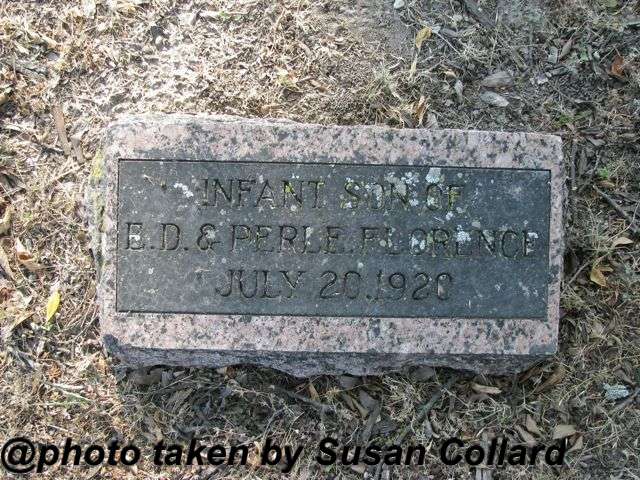 INFANT SON OF
E.D. & PERLE FLORENCE
JULY 20, 1920
@photo taken by Susan Collard